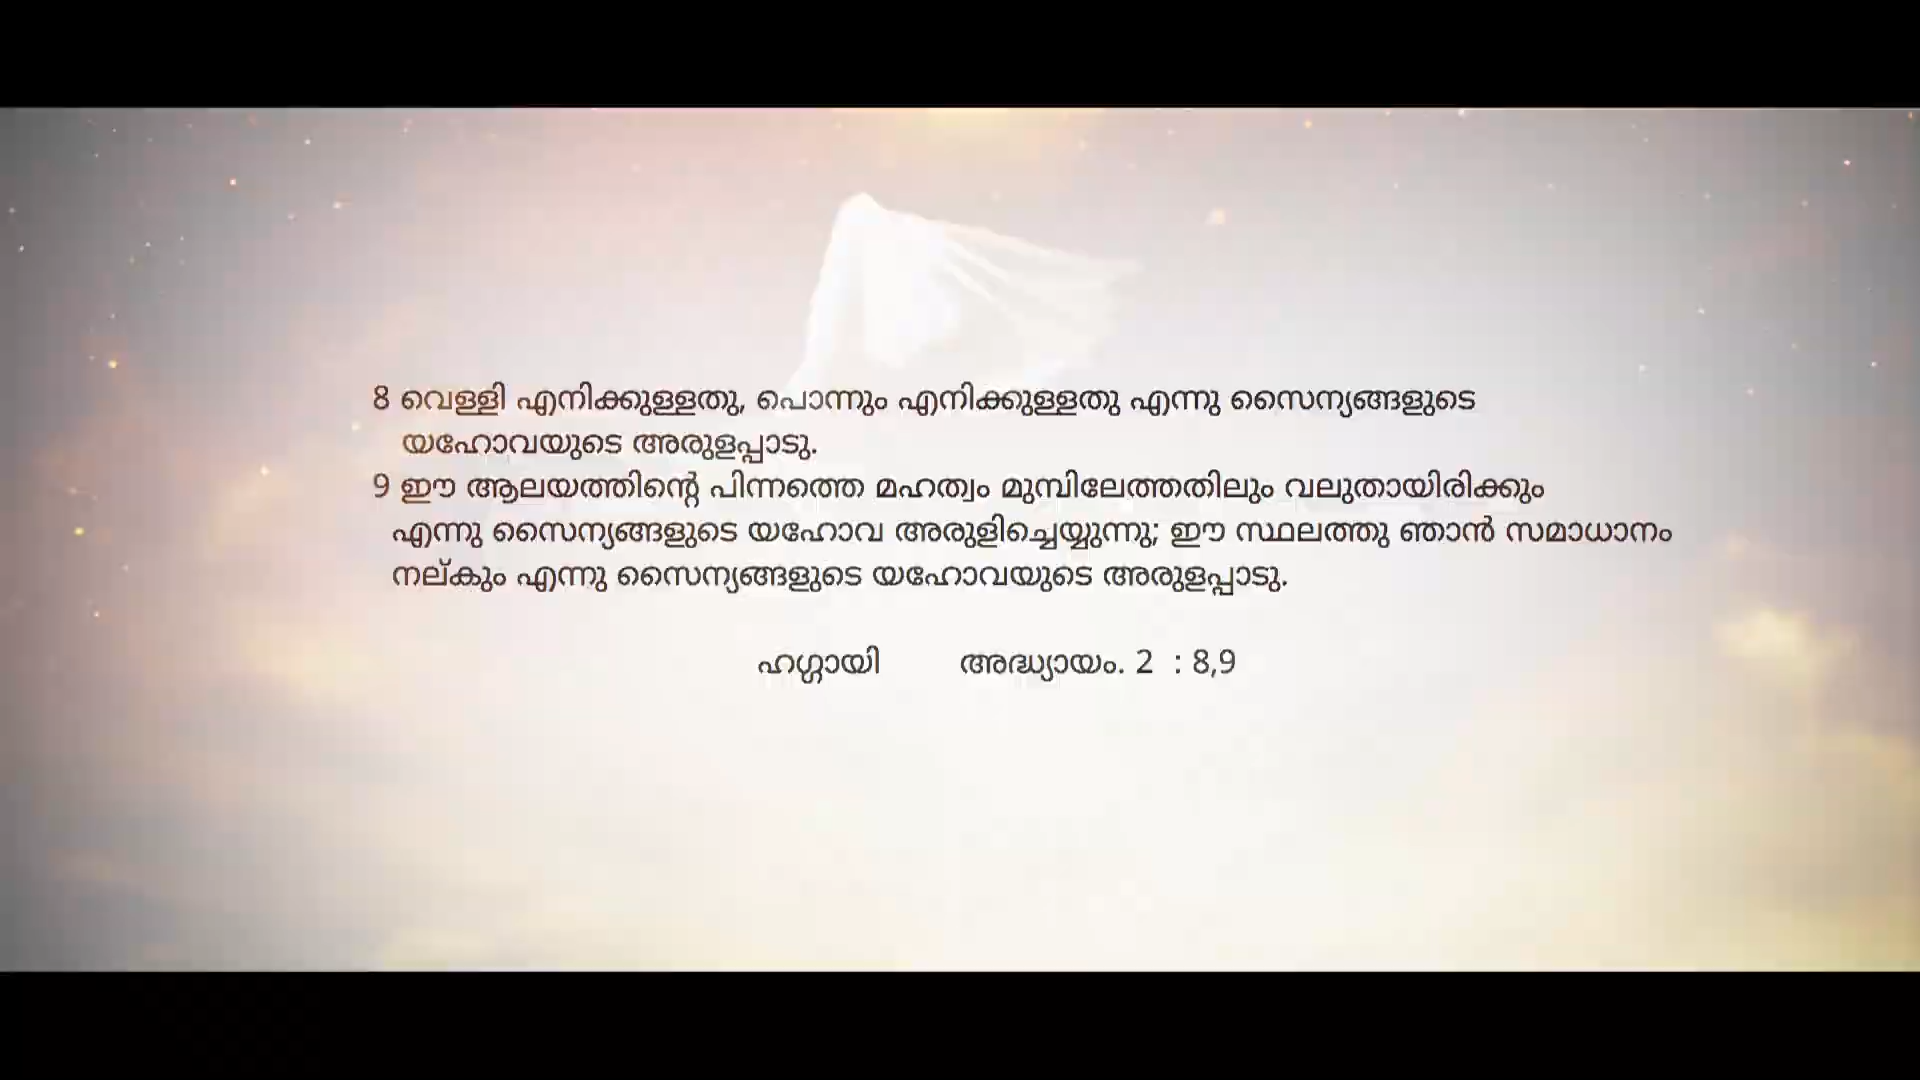 8 വെള്ളി എനിക്കുള്ളതു, പൊന്നും എനിക്കുള്ളതു എന്നു സൈന്യങ്ങളുടെ
യഹോവയുടെ അരുളപ്പാടു.
9 ഈ ആലയത്തിന്റെ പിന്നത്തെ മഹത്വം മുമ്പിലേത്തതിലും വലുതായിരിക്കും
എന്നു സൈന്യങ്ങളുടെ യഹോവ അരുളിച്ചെയ്യുന്നു; ഈ സ്ഥലത്തു ഞാൻ സമാധാനം
നല്കും എന്നു സൈന്യങ്ങളുടെ യഹോവയുടെ അരുളപ്പാടു.
ഹഗ്ഗായി അദ്ധ്യായം. 2 : 8,9